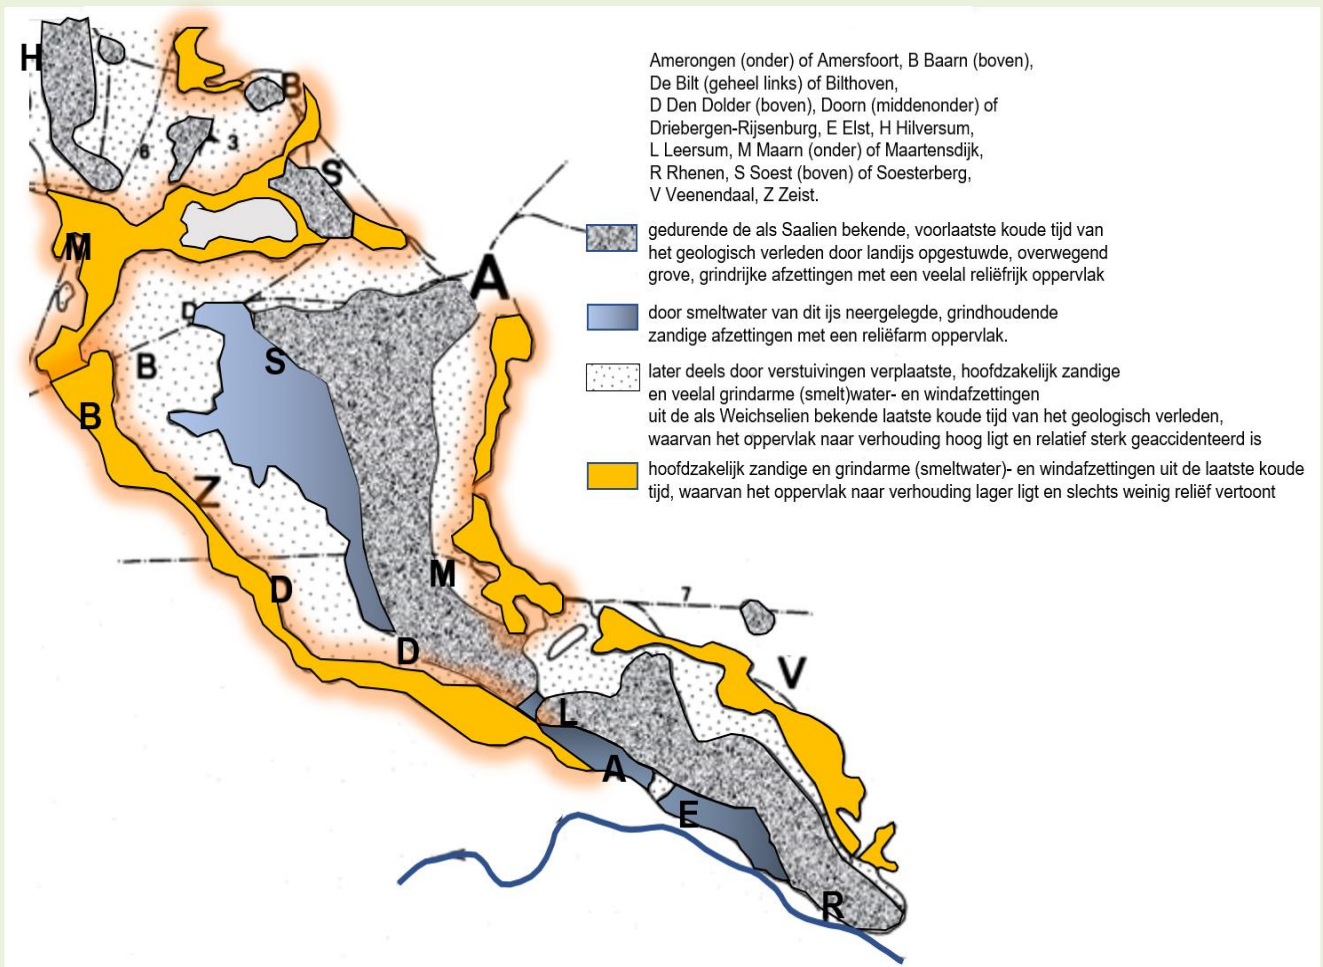 H
B
3
6
S
M
A
D
B
S
B
Z
D
M
D
7
V
L
A
E
R
Amerongen (onder) of Amersfoort, B Baarn (boven),
De Bilt (geheel links) of Bilthoven,
D Den Dolder (boven), Doorn (middenonder) of
Driebergen-Rijsenburg, E Elst, H Hilversum,
L Leersum, M Maarn (onder) of Maartensdijk,
R Rhenen, S Soest (boven) of Soesterberg,
V Veenendaal, Z Zeist.
gedurende de als Saalien bekende, voorlaatste koude tijd van
het geologisch verleden door landijs opgestuwde, overwegend
grove, grindrijke afzettingen met een veelal reliëfrijk oppervlak
door smeltwater van dit ijs neergelegde, grindhoudende
zandige afzettingen met een reliëfarm oppervlak.
later deels door verstuivingen verplaatste, hoofdzakelijk zandige
en veelal grindarme (smelt)water- en windafzettingen
uit de als Weichselien bekende laatste koude tijd van het geologisch verleden,
waarvan het oppervlak naar verhouding hoog ligt en relatief sterk geaccidenteerd is
hoofdzakelijk zandige en grindarme (smeltwater)- en windafzettingen uit de laatste koude
tijd, waarvan het oppervlak naar verhouding lager ligt en slechts weinig reliëf vertoont